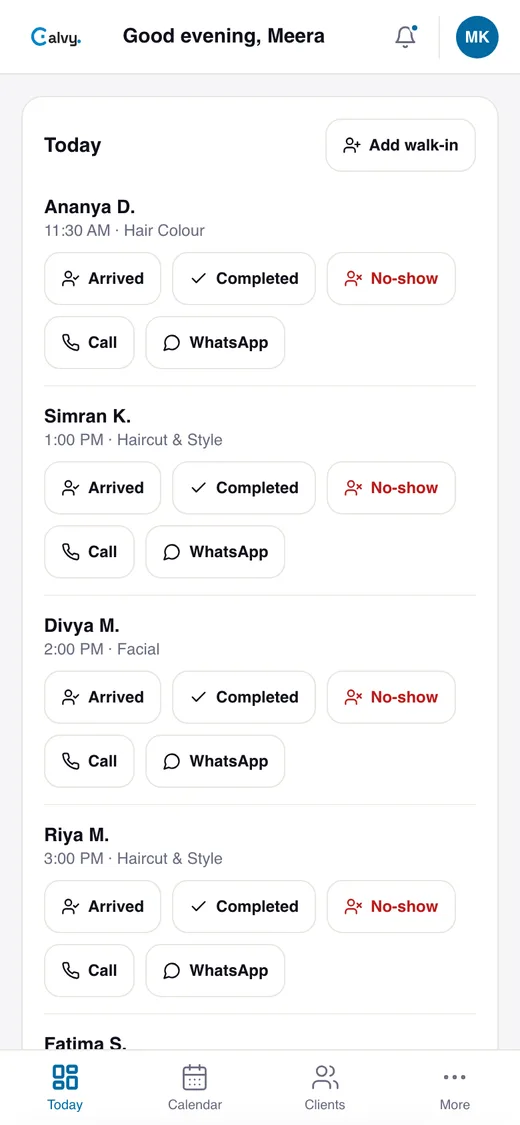 Calvy.
Good evening, Meera
MK
Today
Add walk-in
Ananya D.
11:30 AM · Hair Colour
Arrived Completed No-show
Call WhatsApp
Simran K.
1:00 PM · Haircut & Style
Arrived Completed No-show
Call WhatsApp
Divya M.
2:00 PM · Facial
Arrived Completed No-show
Call WhatsApp
Riya M.
3:00 PM · Haircut & Style
Arrived Completed No-show
Call WhatsApp
Fatima S.
Today Calendar Clients More